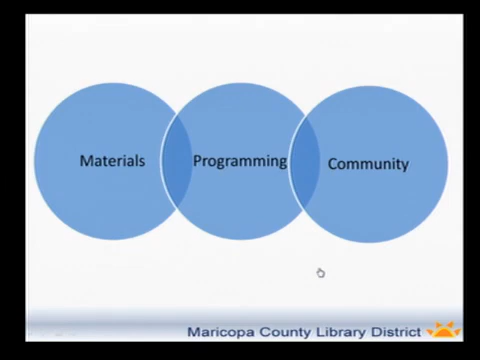 Materials
Programming
Community
Maricopa County Library District